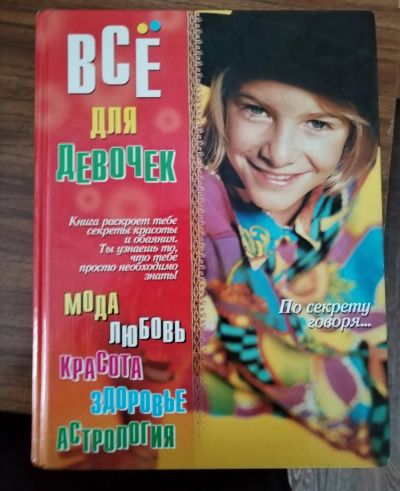 ВСЁ
ДЛЯ
ДЕВОЧЕК
Книга раскроет тебе
секреты красоты
и обаяния.
Ты узнаешь то,
что тебе
просто необходимо
знать!
МОДА
ЛЮБОВЬ
КРАСОТА
ЗДОРОВЬЕ
АСТРОЛОГИЯ
По секрету
говоря...